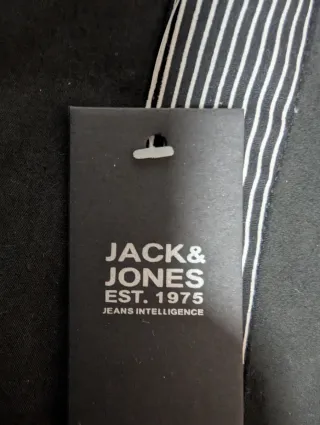 JACK&
JONES
EST. 1975
JEANS INTELLIGENCE